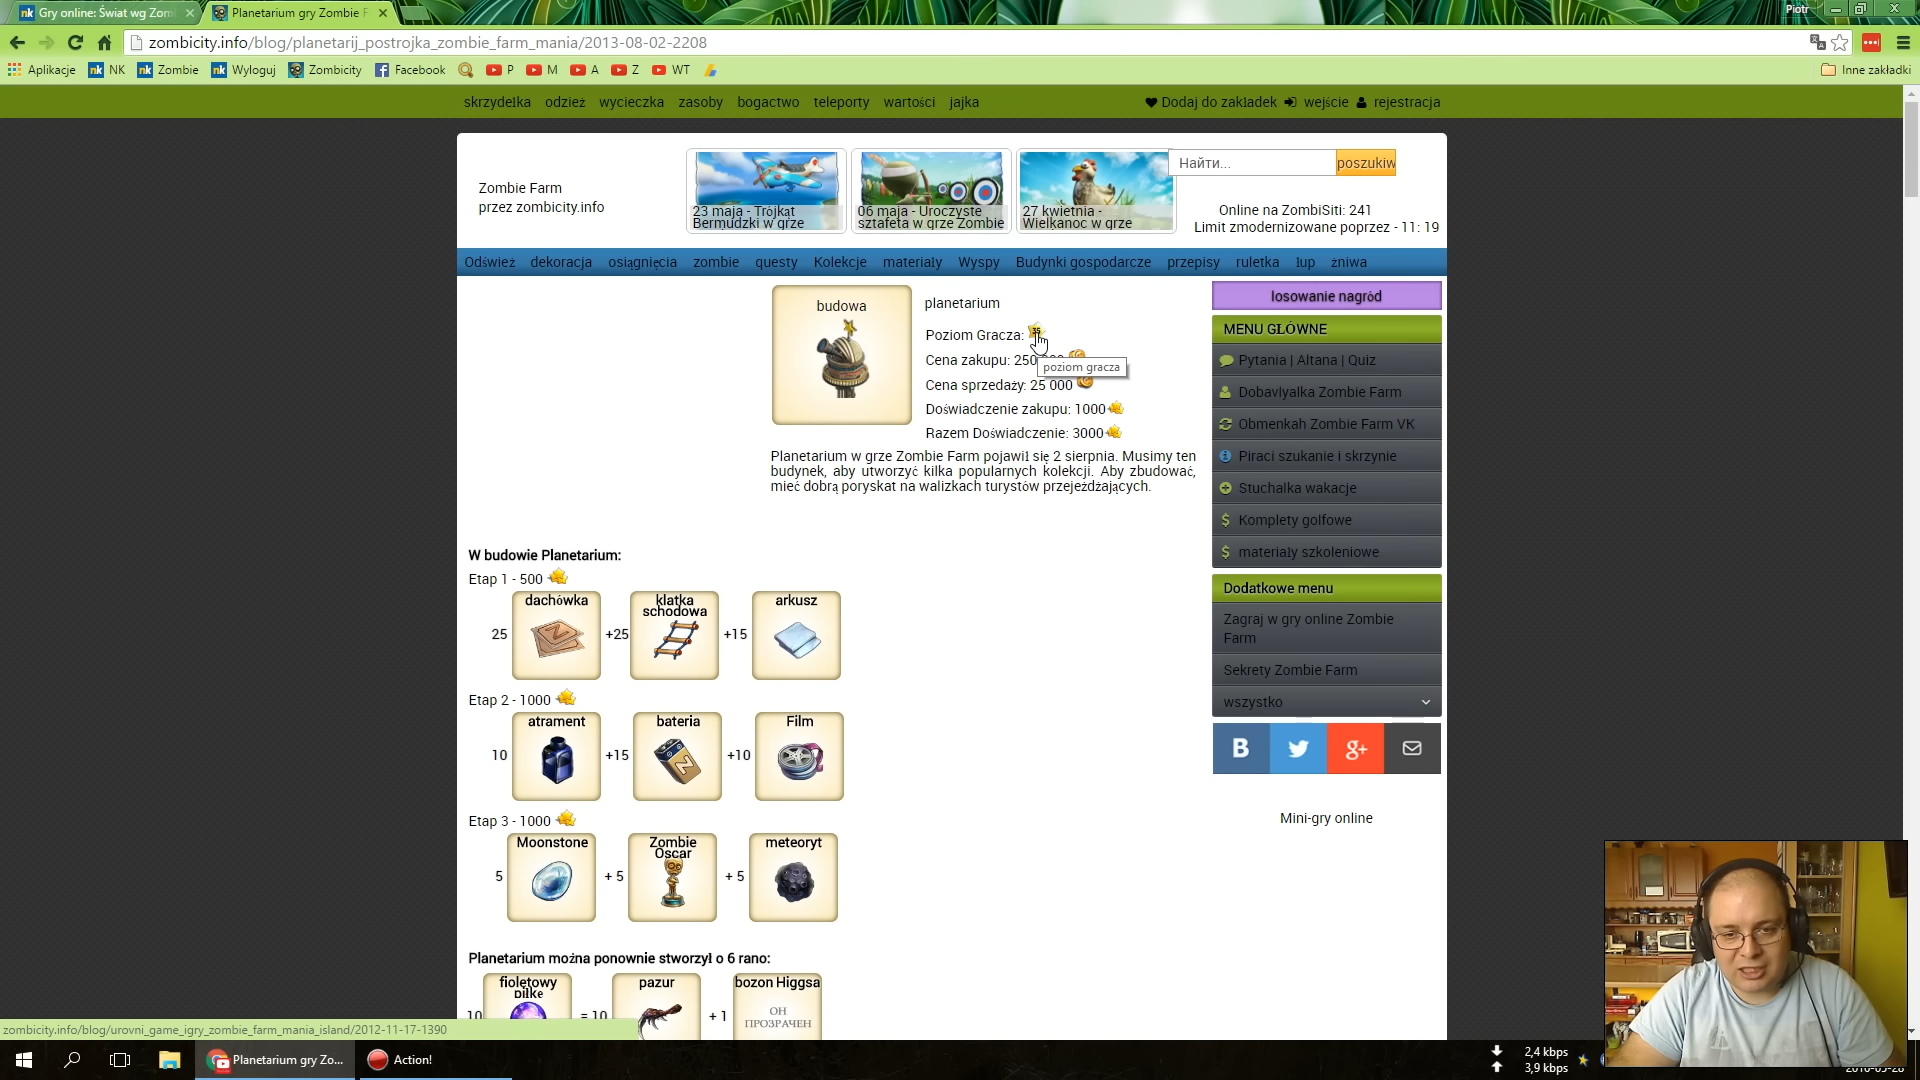 Gry online: Świat wg Zom
Planetarium gry Zombie F
Piotr
zombicity.info/blog/planetarij_postrojka_zombie_farm_mania/2013-08-02-2208
Aplikacje NK Zombie Wyloguj Zombicity Facebook P M A Z WT Inne zakładki
skrzydełka odzież wycieczka zasoby bogactwo teleporty wartości jajka Dodaj do zakładek wejście rejestracja
Zombie Farm
przez zombicity.info
23 maja - Trójkąt
Bermudzki w grze
06 maja - Uroczyste
sztafeta w grze Zombie
27 kwietnia -
Wielkanoc w grze
Найти... poszukiw
Online na ZombiSiti: 241
Limit zmodernizowane poprzez - 11: 19
Odśwież dekoracja osiągnięcia zombie questy Kolekcje materiały Wyspy Budynki gospodarcze przepisy ruletka łup żniwa
budowa
planetarium
Poziom Gracza: 35
Cena zakupu: 250
poziom gracza
Cena sprzedaży: 25 000
Doświadczenie zakupu: 1000
Razem Doświadczenie: 3000
Planetarium w grze Zombie Farm pojawił się 2 sierpnia. Musimy ten
budynek, aby utworzyć kilka popularnych kolekcji. Aby zbudować,
mieć dobrą poryskat na walizkach turystów przejeżdżających.
W budowie Planetarium:
Etap 1 - 500
25 dachówka +25 klatka schodowa +15 arkusz
Etap 2 - 1000
10 atrament +15 bateria +10 Film
Etap 3 - 1000
5 Moonstone + 5 Zombie Oscar + 5 meteoryt
Planetarium można ponownie stworzył o 6 rano:
10 fioletowy piłkę = 10 pazur + 1 bozon Higgsa
ОН
ПРОЗРАЧЕН
losowanie nagród
MENU GŁÓWNE
Pytania | Altana | Quiz
Dobavlyalka Zombie Farm
Obmenkah Zombie Farm VK
Piraci szukanie i skrzynie
Stuchalka wakacje
Komplety golfowe
materiały szkoleniowe
Dodatkowe menu
Zagraj w gry online Zombie
Farm
Sekrety Zombie Farm
wszystko
Mini-gry online
zombicity.info/blog/urovni_game_igry_zombie_farm_mania_island/2012-11-17-1390
Planetarium gry Zo...
Action!
2,4 kbps
3,9 kbps